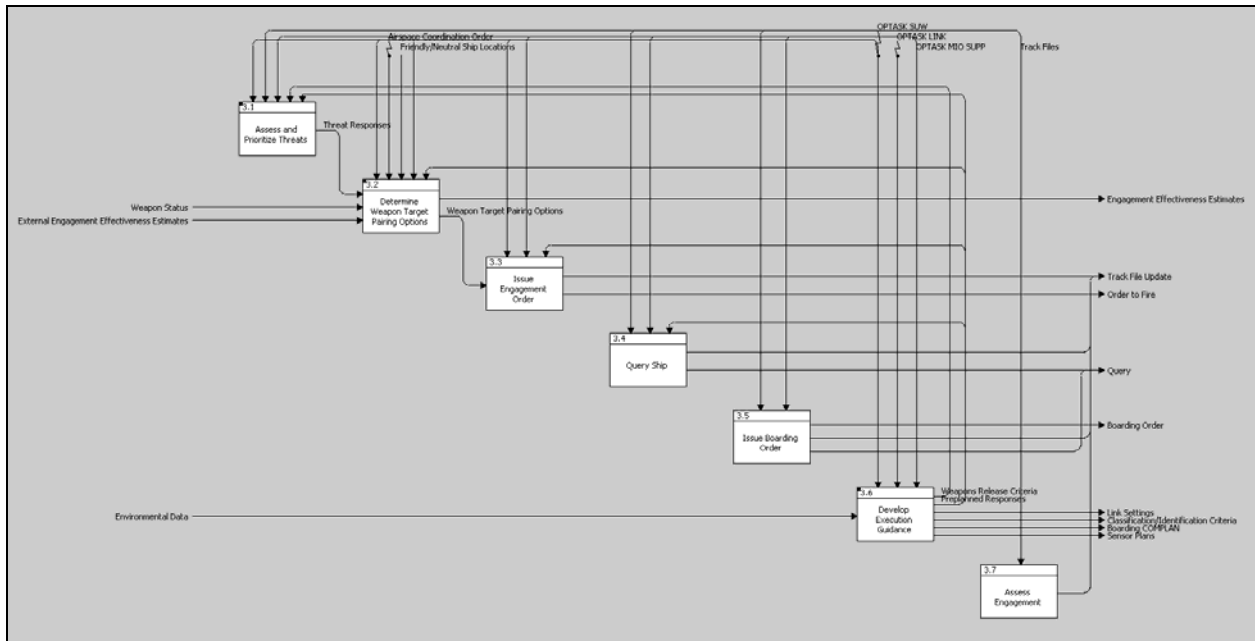 OPTASK SUW
Airspace Coordination Order
OPTASK LINK
Friendly/Neutral Ship Locations
OPTASK MIO SUPP
Track Files
3.1
Assess and
Prioritize Threats
Threat Responses
3.2
Determine
Weapon Target
Pairing Options
Weapon Status
External Engagement Effectiveness Estimates
Engagement Effectiveness Estimates
Weapon Target Pairing Options
3.3
Issue
Engagement
Order
Track File Update
Order to Fire
3.4
Query Ship
Query
3.5
Issue Boarding
Order
Boarding Order
3.6
Develop
Execution
Guidance
Weapons Release Criteria
Preplanned Responses
Environmental Data
Link Settings
Classification/Identification Criteria
Boarding COMPLAN
Sensor Plans
3.7
Assess
Engagement